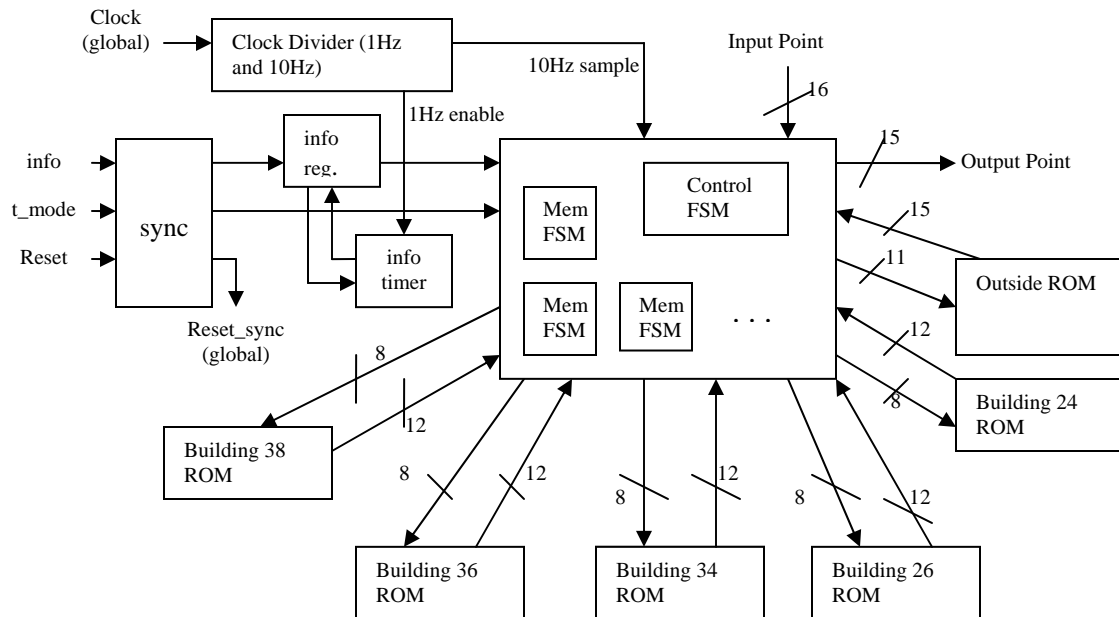 Clock
(global)
Clock Divider (1Hz
and 10Hz)
10Hz sample
1Hz enable
Input Point
16
info
t_mode
Reset
sync
info
reg.
info
timer
Reset_sync
(global)
Mem
FSM
Control
FSM
Mem
FSM
Mem
FSM
. . .
15
Output Point
15
11
Outside ROM
12
8
Building 24
ROM
8
12
Building 38
ROM
8
12
Building 36
ROM
8
12
Building 34
ROM
8
12
Building 26
ROM